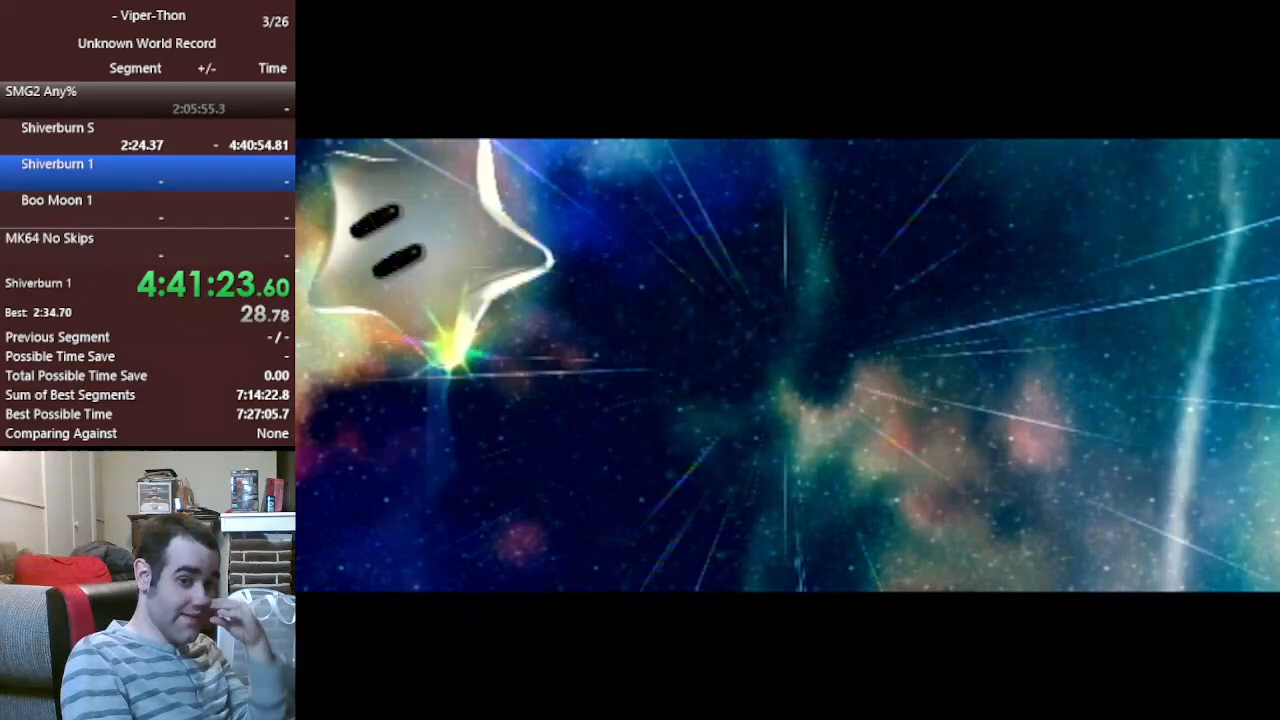 - Viper-Thon
3/26
Unknown World Record
Segment +/- Time
SMG2 Any%
2:05:55.3 -
Shiverburn S
2:24.37 - 4:40:54.81
Shiverburn 1
- -
Boo Moon 1
- -
MK64 No Skips
- -
Shiverburn 1 4:41:23.60
Best: 2:34.70 28.78
Previous Segment - / -
Possible Time Save -
Total Possible Time Save 0.00
Sum of Best Segments 7:14:22.8
Best Possible Time 7:27:05.7
Comparing Against None